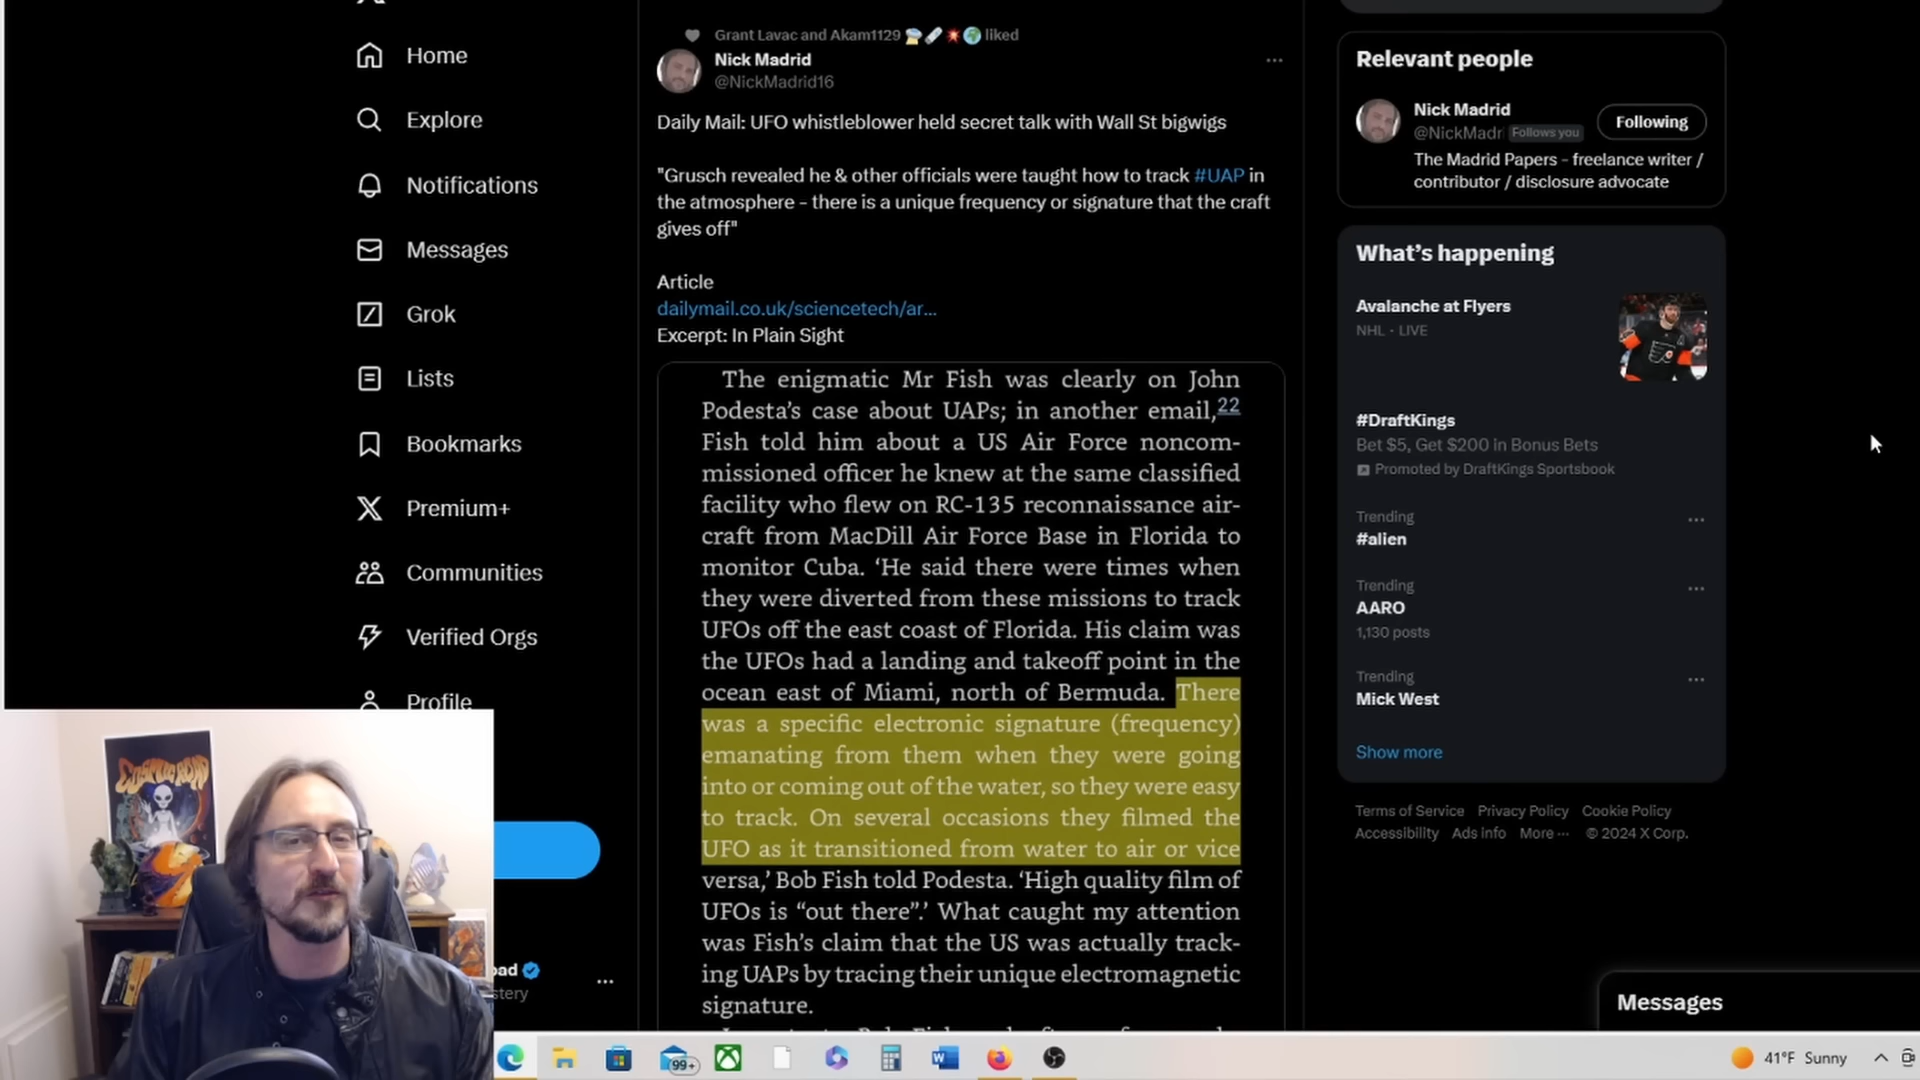 Home
Explore
Notifications
Messages
Grok
Lists
Bookmarks
Premium+
Communities
Verified Orgs
Profile
Grant Lavac and Akam1129 liked
Nick Madrid
@NickMadrid16
Daily Mail: UFO whistleblower held secret talk with Wall St bigwigs
"Grusch revealed he & other officials were taught how to track #UAP in
the atmosphere - there is a unique frequency or signature that the craft
gives off"
Article
dailymail.co.uk/sciencetech/ar...
Excerpt: In Plain Sight
The enigmatic Mr Fish was clearly on John
Podesta's case about UAPs; in another email,22
Fish told him about a US Air Force noncom-
missioned officer he knew at the same classified
facility who flew on RC-135 reconnaissance air-
craft from MacDill Air Force Base in Florida to
monitor Cuba. 'He said there were times when
they were diverted from these missions to track
UFOs off the east coast of Florida. His claim was
the UFOs had a landing and takeoff point in the
ocean east of Miami, north of Bermuda. There
was a specific electronic signature (frequency)
emanating from them when they were going
into or coming out of the water, so they were easy
to track. On several occasions they filmed the
UFO as it transitioned from water to air or vice
versa,' Bob Fish told Podesta. 'High quality film of
UFOs is "out there".' What caught my attention
was Fish's claim that the US was actually track-
ing UAPs by tracing their unique electromagnetic
signature.
Relevant people
Nick Madrid
@NickMadr Follows you
Following
The Madrid Papers - freelance writer /
contributor / disclosure advocate
What's happening
Avalanche at Flyers
NHL · LIVE
#DraftKings
Bet $5, Get $200 in Bonus Bets
Promoted by DraftKings Sportsbook
Trending
#alien
Trending
AARO
1,130 posts
Trending
Mick West
Show more
Terms of Service Privacy Policy Cookie Policy
Accessibility Ads info More ··· © 2024 X Corp.
Messages
COSMIC ROAD
oad
stery
99+
41°F Sunny